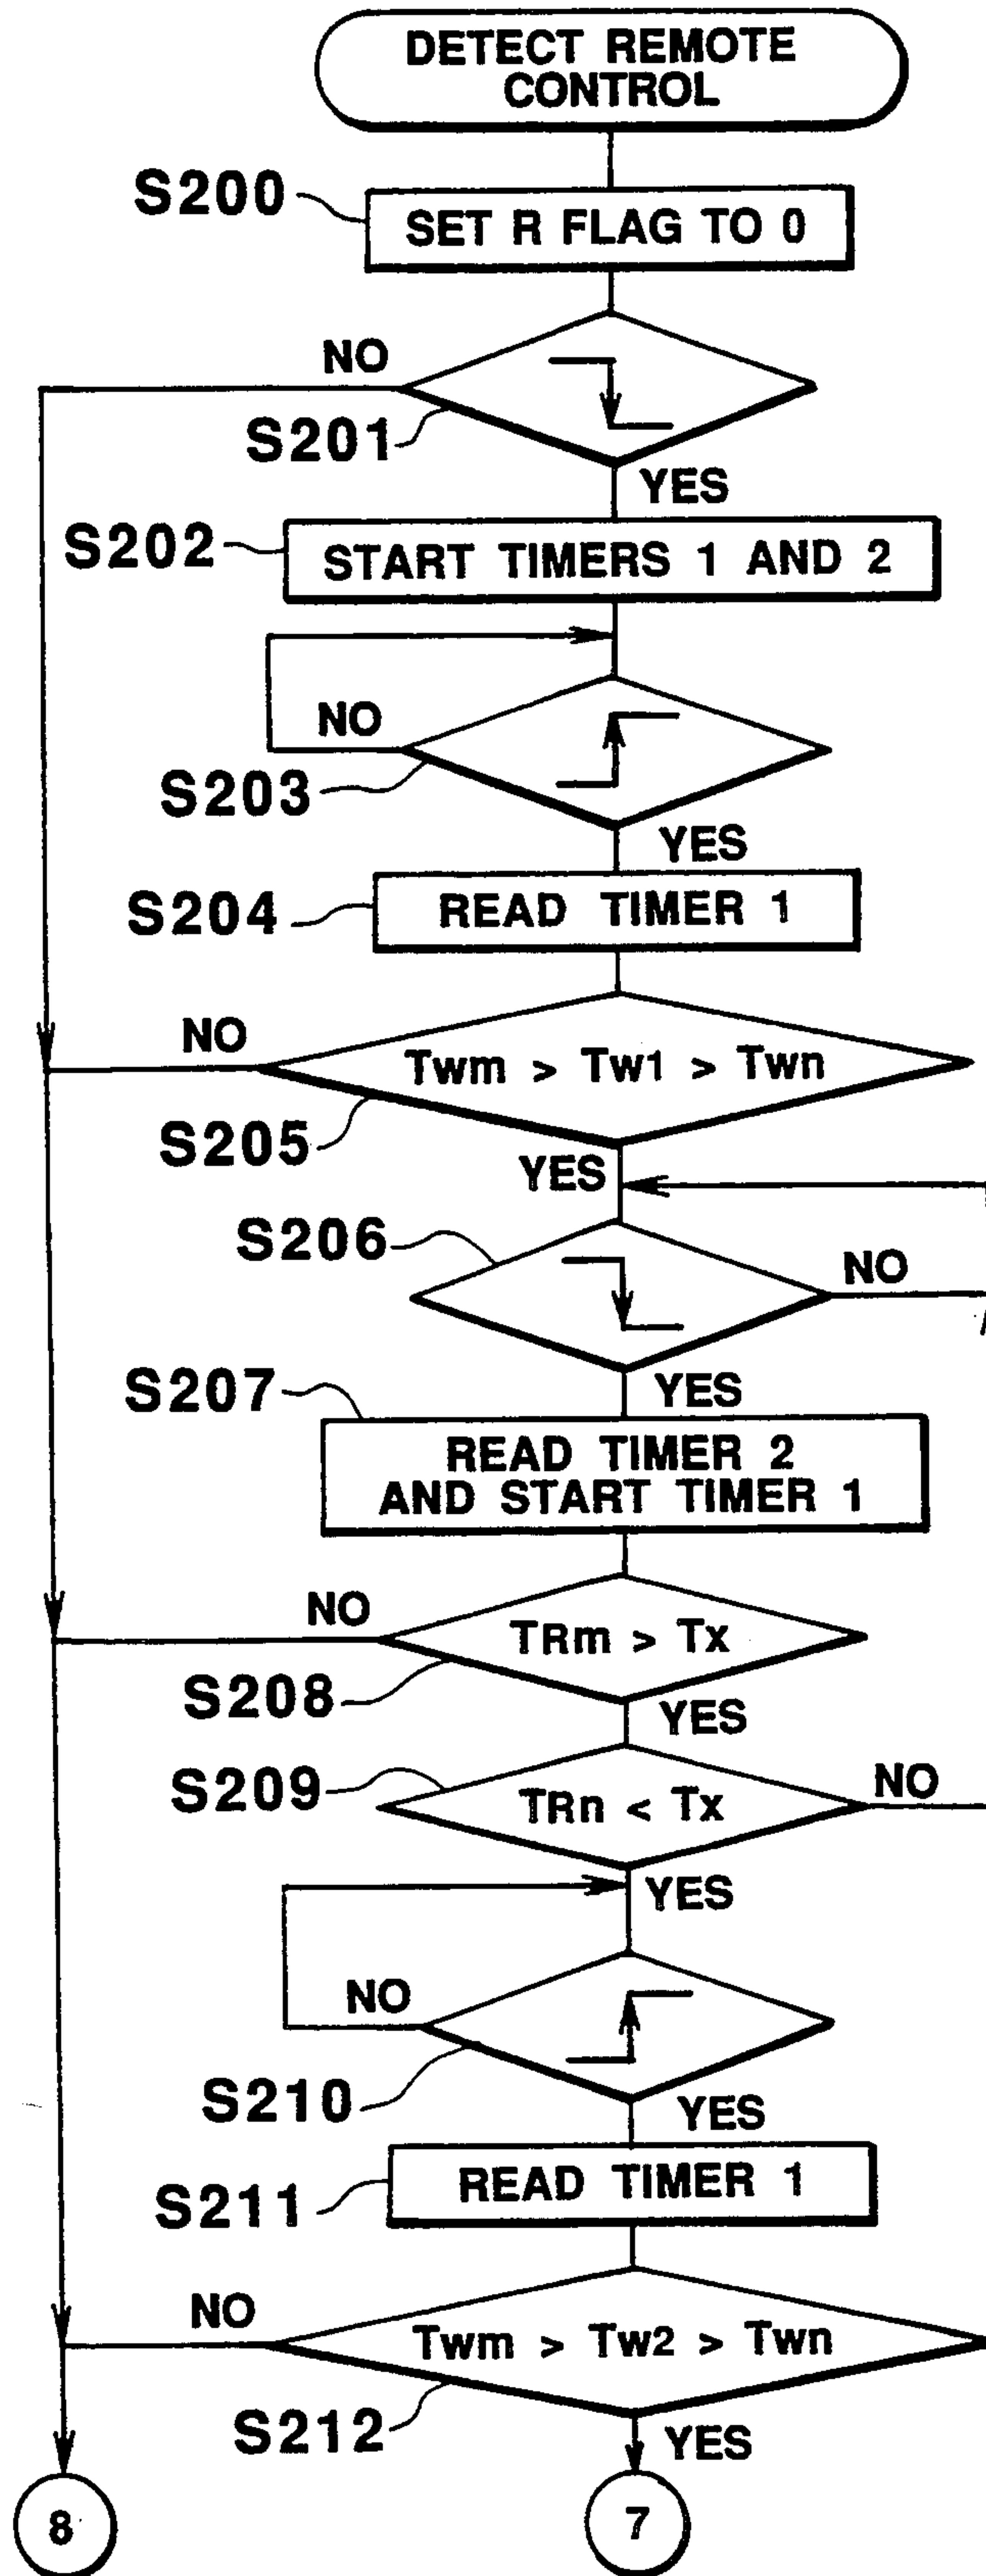 DETECT REMOTE
CONTROL
S200
SET R FLAG TO 0
NO
S201
YES
S202
START TIMERS 1 AND 2
NO
S203
YES
S204
READ TIMER 1
NO
Twm > Tw1 > Twn
S205
YES
S206
NO
YES
S207
READ TIMER 2
AND START TIMER 1
NO
TRm > Tx
S208
YES
S209
TRn < Tx
NO
YES
NO
S210
YES
S211
READ TIMER 1
NO
Twm > Tw2 > Twn
S212
YES
8
7